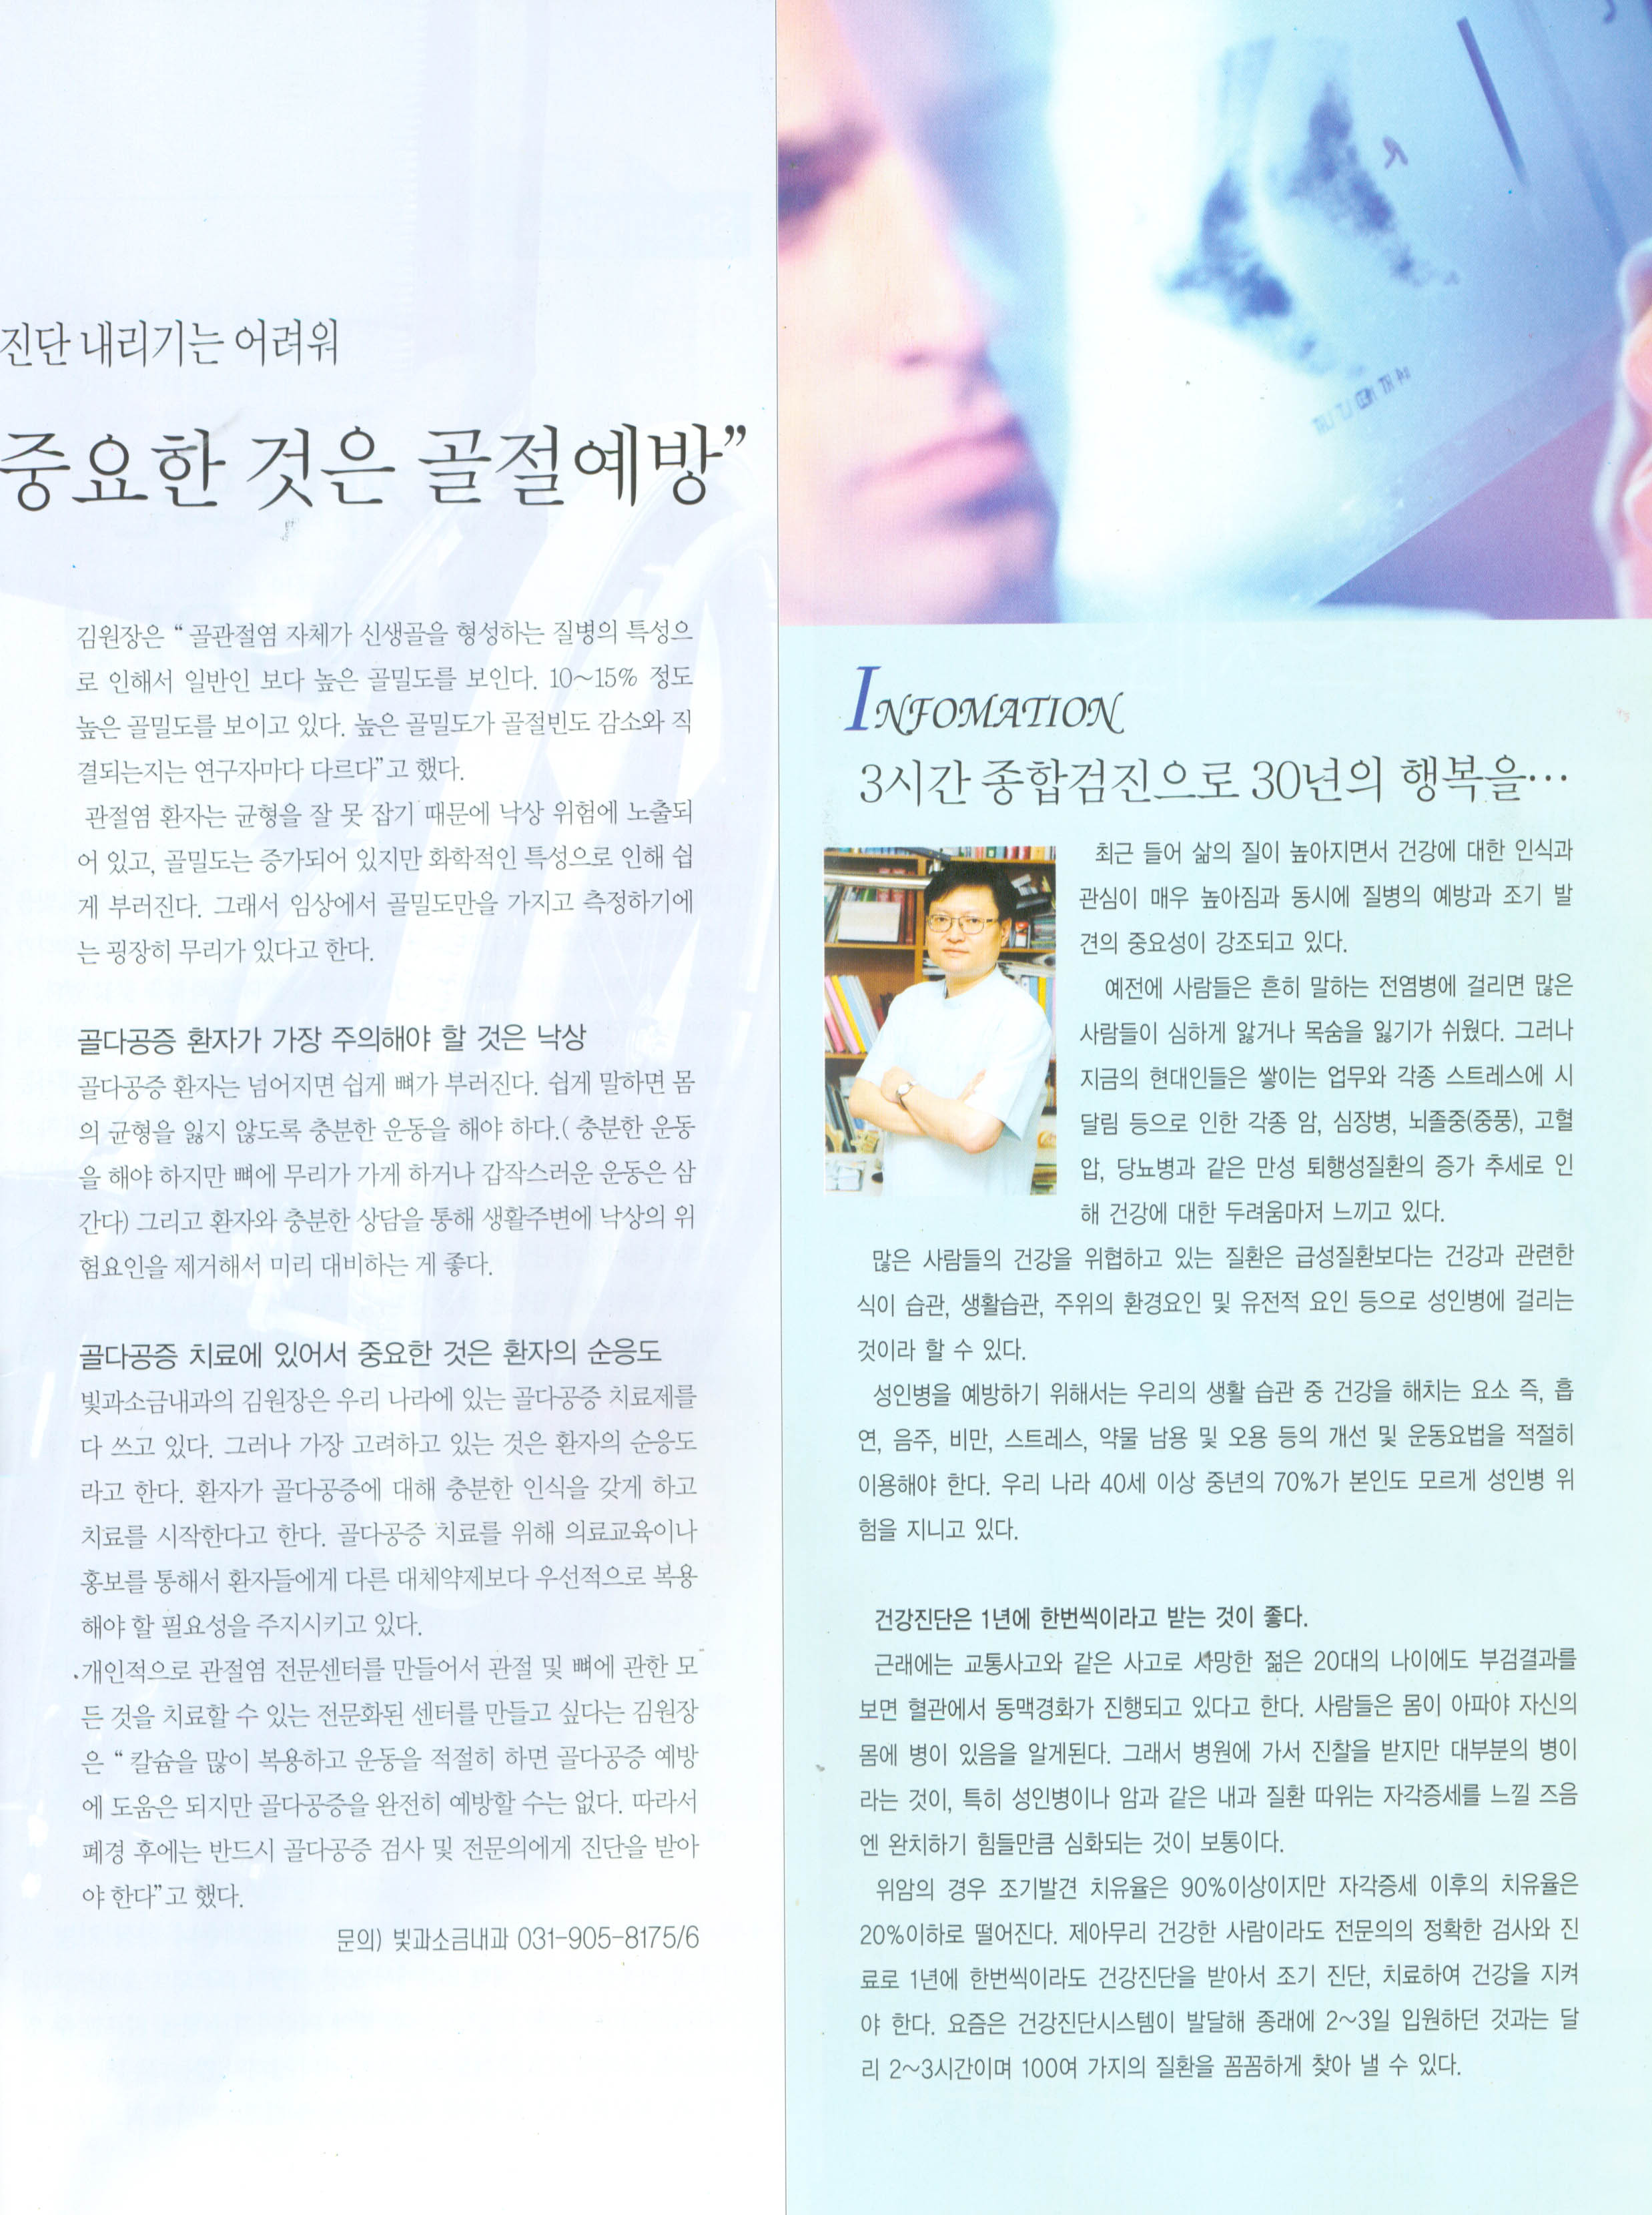 진단 내리기는 어려워
중요한 것은 골절예방”
김원장은 “ 골관절염 자체가 신생골을 형성하는 질병의 특성으
로 인해서 일반인 보다 높은 골밀도를 보인다. 10~15% 정도
높은 골밀도를 보이고 있다. 높은 골밀도가 골절빈도 감소와 직
결되는지는 연구자마다 다르다”고 했다.
관절염 환자는 균형을 잘 못 잡기 때문에 낙상 위험에 노출되
어 있고, 골밀도는 증가되어 있지만 화학적인 특성으로 인해 쉽
게 부러진다. 그래서 임상에서 골밀도만을 가지고 측정하기에
는 굉장히 무리가 있다고 한다.
골다공증 환자가 가장 주의해야 할 것은 낙상
골다공증 환자는 넘어지면 쉽게 뼈가 부러진다. 쉽게 말하면 몸
의 균형을 잃지 않도록 충분한 운동을 해야 하다.( 충분한 운동
을 해야 하지만 뼈에 무리가 가게 하거나 갑작스러운 운동은 삼
간다) 그리고 환자와 충분한 상담을 통해 생활주변에 낙상의 위
험요인을 제거해서 미리 대비하는 게 좋다.
골다공증 치료에 있어서 중요한 것은 환자의 순응도
빛과소금내과의 김원장은 우리 나라에 있는 골다공증 치료제를
다 쓰고 있다. 그러나 가장 고려하고 있는 것은 환자의 순응도
라고 한다. 환자가 골다공증에 대해 충분한 인식을 갖게 하고
치료를 시작한다고 한다. 골다공증 치료를 위해 의료교육이나
홍보를 통해서 환자들에게 다른 대체약제보다 우선적으로 복용
해야 할 필요성을 주지시키고 있다.
개인적으로 관절염 전문센터를 만들어서 관절 및 뼈에 관한 모
든 것을 치료할 수 있는 전문화된 센터를 만들고 싶다는 김원장
은 “ 칼슘을 많이 복용하고 운동을 적절히 하면 골다공증 예방
에 도움은 되지만 골다공증을 완전히 예방할 수는 없다. 따라서
폐경 후에는 반드시 골다공증 검사 및 전문의에게 진단을 받아
야 한다”고 했다.
문의) 빛과소금내과 031-905-8175/6
INFOMATION
3시간 종합검진으로 30년의 행복을…
최근 들어 삶의 질이 높아지면서 건강에 대한 인식과
관심이 매우 높아짐과 동시에 질병의 예방과 조기 발
견의 중요성이 강조되고 있다.
예전에 사람들은 흔히 말하는 전염병에 걸리면 많은
사람들이 심하게 앓거나 목숨을 잃기가 쉬웠다. 그러나
지금의 현대인들은 쌓이는 업무와 각종 스트레스에 시
달림 등으로 인한 각종 암, 심장병, 뇌졸중(중풍), 고혈
압, 당뇨병과 같은 만성 퇴행성질환의 증가 추세로 인
해 건강에 대한 두려움마저 느끼고 있다.
많은 사람들의 건강을 위협하고 있는 질환은 급성질환보다는 건강과 관련한
식이 습관, 생활습관, 주위의 환경요인 및 유전적 요인 등으로 성인병에 걸리는
것이라 할 수 있다.
성인병을 예방하기 위해서는 우리의 생활 습관 중 건강을 해치는 요소 즉, 흡
연, 음주, 비만, 스트레스, 약물 남용 및 오용 등의 개선 및 운동요법을 적절히
이용해야 한다. 우리 나라 40세 이상 중년의 70%가 본인도 모르게 성인병 위
험을 지니고 있다.
건강진단은 1년에 한번씩이라고 받는 것이 좋다.
근래에는 교통사고와 같은 사고로 사망한 젊은 20대의 나이에도 부검결과를
보면 혈관에서 동맥경화가 진행되고 있다고 한다. 사람들은 몸이 아파야 자신의
몸에 병이 있음을 알게된다. 그래서 병원에 가서 진찰을 받지만 대부분의 병이
라는 것이, 특히 성인병이나 암과 같은 내과 질환 따위는 자각증세를 느낄 즈음
엔 완치하기 힘들만큼 심화되는 것이 보통이다.
위암의 경우 조기발견 치유율은 90%이상이지만 자각증세 이후의 치유율은
20%이하로 떨어진다. 제아무리 건강한 사람이라도 전문의의 정확한 검사와 진
료로 1년에 한번씩이라도 건강진단을 받아서 조기 진단, 치료하여 건강을 지켜
야 한다. 요즘은 건강진단시스템이 발달해 종래에 2~3일 입원하던 것과는 달
리 2~3시간이며 100여 가지의 질환을 꼼꼼하게 찾아 낼 수 있다.